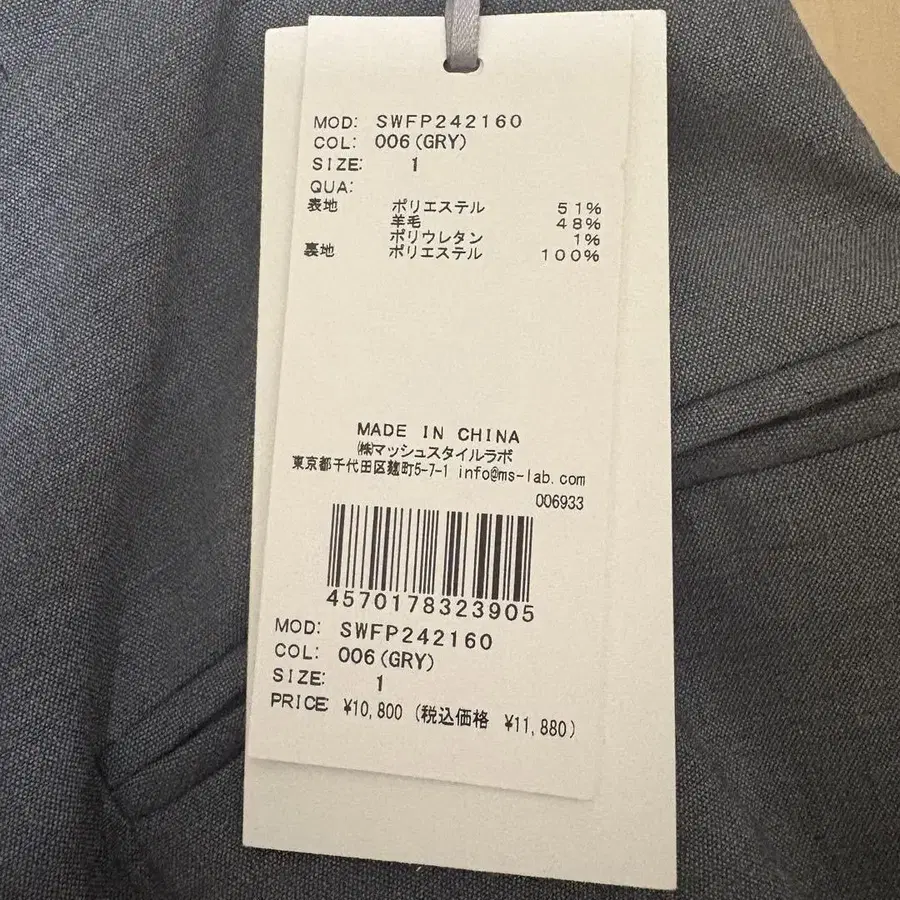 MOD: SWFP242160
COL: 006(GRY)
SIZE: 1
QUA:
表地 ポリエステル 51%
羊毛 48%
ポリウレタン 1%
裏地 ポリエステル 100%
MADE IN CHINA
㈱マッシュスタイルラボ
東京都千代田区麹町5-7-1 info@ms-lab.com
006933
4570178323905
MOD: SWFP242160
COL: 006(GRY)
SIZE: 1
PRICE: ¥10,800 (税込価格 ¥11,880)